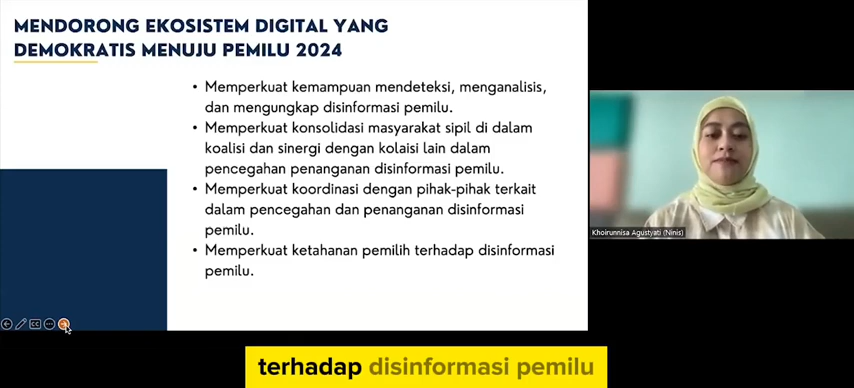 MENDORONG EKOSISTEM DIGITAL YANG
DEMOKRATIS MENUJU PEMILU 2024
• Memperkuat kemampuan mendeteksi, menganalisis,
dan mengungkap disinformasi pemilu.
• Memperkuat konsolidasi masyarakat sipil di dalam
koalisi dan sinergi dengan kolaisi lain dalam
pencegahan penanganan disinformasi pemilu.
• Memperkuat koordinasi dengan pihak-pihak terkait
dalam pencegahan dan penanganan disinformasi
pemilu.
• Memperkuat ketahanan pemilih terhadap disinformasi
pemilu.
Khoirunnisa Agustyati (Ninis)
CC
terhadap disinformasi pemilu